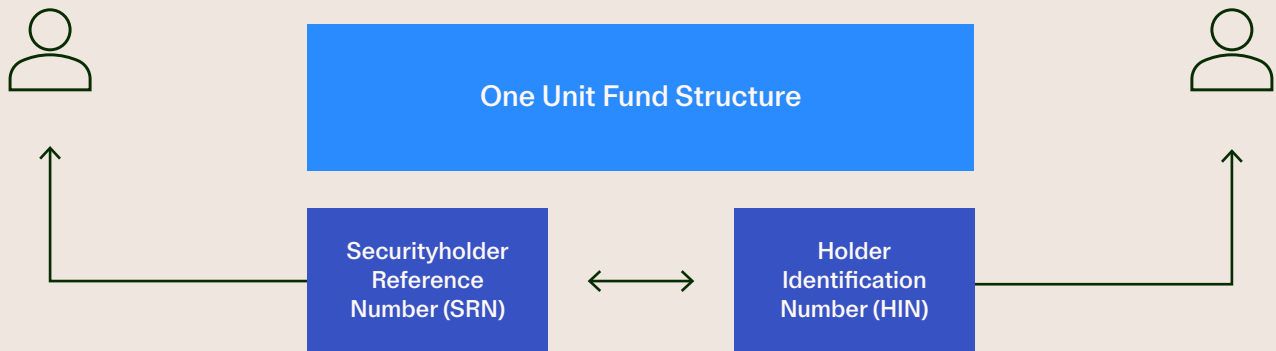 One Unit Fund Structure
Securityholder
Reference
Number (SRN)
Holder
Identification
Number (HIN)